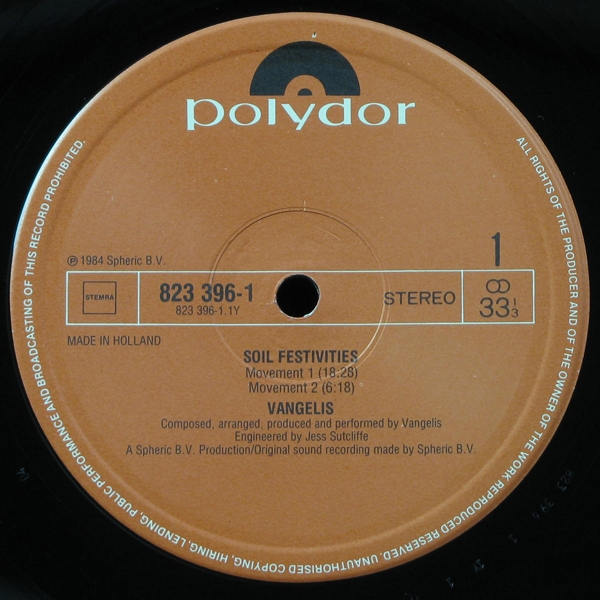 polydor
ALL RIGHTS OF THE PRODUCER AND OF THE OWNER OF THE WORK REPRODUCED RESERVED. UNAUTHORISED COPYING, HIRING, LENDING, PUBLIC PERFORMANCE AND BROADCASTING OF THIS RECORD PROHIBITED.
℗ 1984 Spheric B.V.
1
STEMRA
823 396-1
823 396-1.1Y
STEREO
33 1/3
MADE IN HOLLAND
SOIL FESTIVITIES
Movement 1 (18:28)
Movement 2 (6:18)
VANGELIS
Composed, arranged, produced and performed by Vangelis
Engineered by Jess Sutcliffe
A Spheric B.V. Production/Original sound recording made by Spheric B.V.